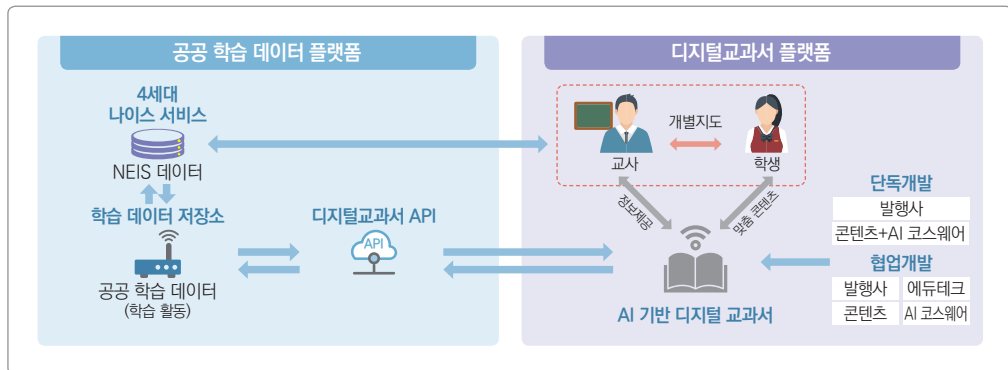 공공 학습 데이터 플랫폼
4세대
나이스 서비스
NEIS 데이터
학습 데이터 저장소
공공 학습 데이터
(학습 활동)
디지털교과서 API
API
디지털교과서 플랫폼
개별지도
교사
학생
정보제공
맞춤 콘텐츠
AI 기반 디지털 교과서
단독개발
발행사
콘텐츠+AI 코스웨어
협업개발
발행사 에듀테크
콘텐츠 AI 코스웨어